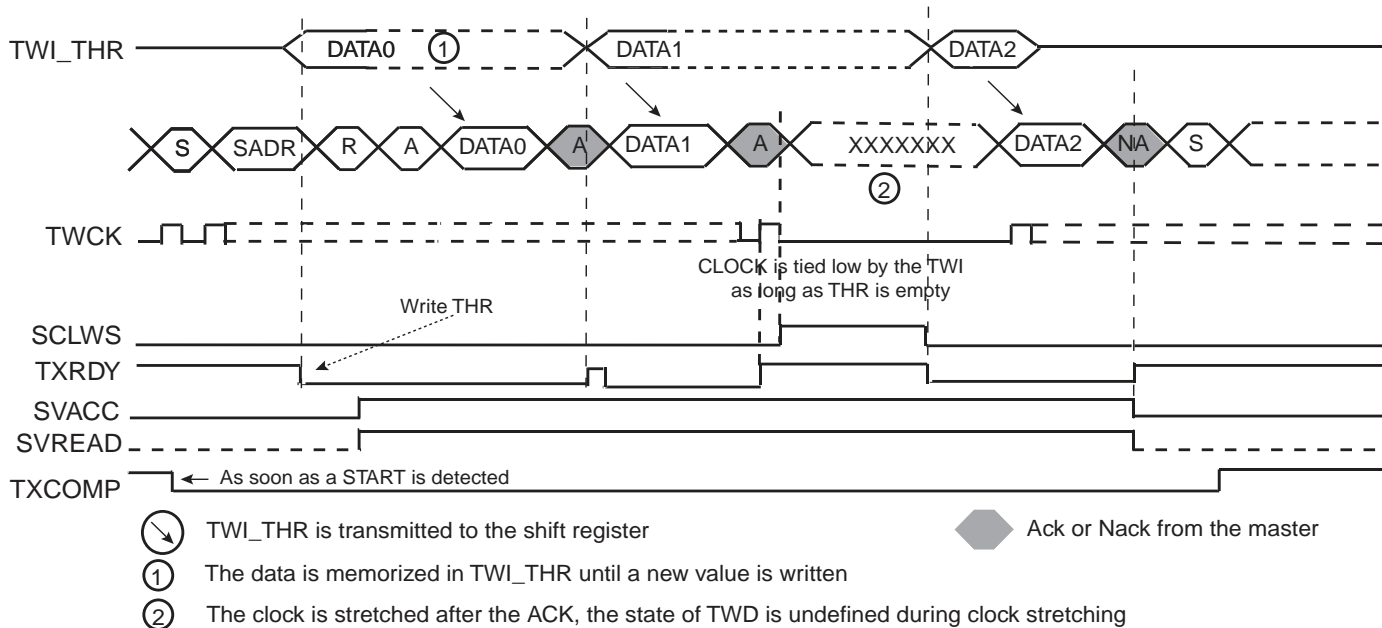 TWI_THR DATA0 1 DATA1 DATA2
S SADR R A DATA0 A DATA1 A XXXXXXX DATA2 NA S
2
TWCK
CLOCK is tied low by the TWI
as long as THR is empty
Write THR
SCLWS
TXRDY
SVACC
SVREAD
TXCOMP As soon as a START is detected
TWI_THR is transmitted to the shift register Ack or Nack from the master
1 The data is memorized in TWI_THR until a new value is written
2 The clock is stretched after the ACK, the state of TWD is undefined during clock stretching